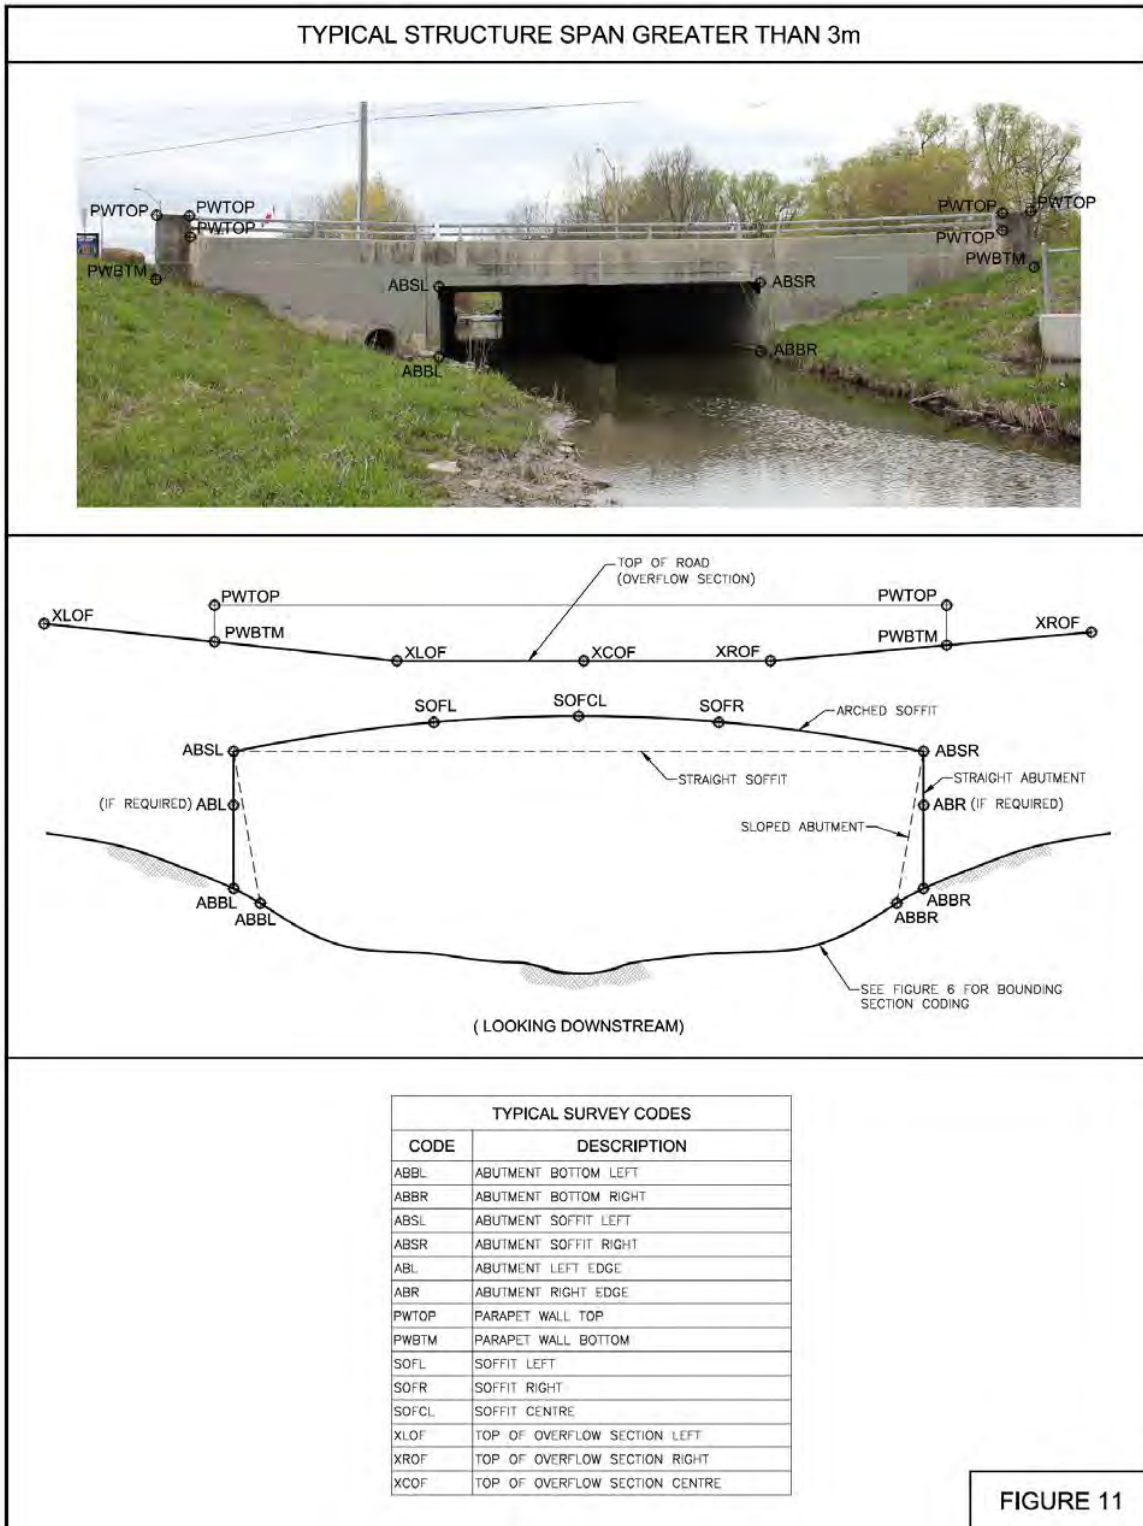 TYPICAL STRUCTURE SPAN GREATER THAN 3m
PWTOP PWTOP PWTOP PWTOP
PWTOP PWTOP
PWBTM PWBTM
ABSL ABSR
ABBL ABBR
TOP OF ROAD
(OVERFLOW SECTION)
PWTOP PWTOP
XLOF PWBTM XLOF XCOF XROF PWBTM XROF
SOFL SOFCL SOFR
ARCHED SOFFIT
ABSL ABSR
STRAIGHT SOFFIT
STRAIGHT ABUTMENT
(IF REQUIRED) ABL ABR (IF REQUIRED)
SLOPED ABUTMENT
ABBL ABBR
ABBL ABBR
SEE FIGURE 6 FOR BOUNDING
SECTION CODING
( LOOKING DOWNSTREAM)
TYPICAL SURVEY CODES
CODE DESCRIPTION
ABBL ABUTMENT BOTTOM LEFT
ABBR ABUTMENT BOTTOM RIGHT
ABSL ABUTMENT SOFFIT LEFT
ABSR ABUTMENT SOFFIT RIGHT
ABL ABUTMENT LEFT EDGE
ABR ABUTMENT RIGHT EDGE
PWTOP PARAPET WALL TOP
PWBTM PARAPET WALL BOTTOM
SOFL SOFFIT LEFT
SOFR SOFFIT RIGHT
SOFCL SOFFIT CENTRE
XLOF TOP OF OVERFLOW SECTION LEFT
XROF TOP OF OVERFLOW SECTION RIGHT
XCOF TOP OF OVERFLOW SECTION CENTRE
FIGURE 11